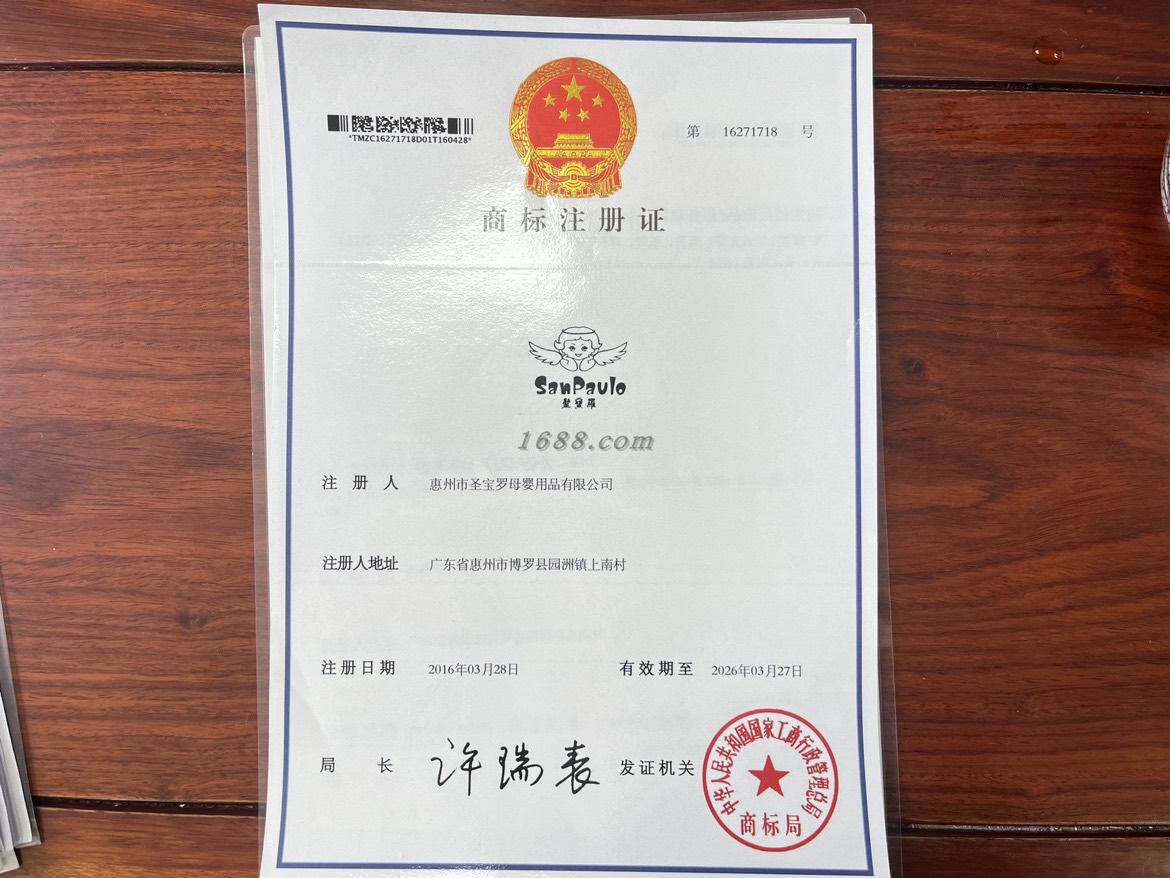 *TMZC16271718D01T160428*
第 16271718 号
商标注册证
SanPaulo
聖寶羅
1688.com
注 册 人 惠州市圣宝罗母婴用品有限公司
注册人地址 广东省惠州市博罗县园洲镇上南村
注册日期 2016年03月28日 有效期至 2026年03月27日
局 长 许瑞表 发证机关
中华人民共和国国家工商行政管理总局
商标局